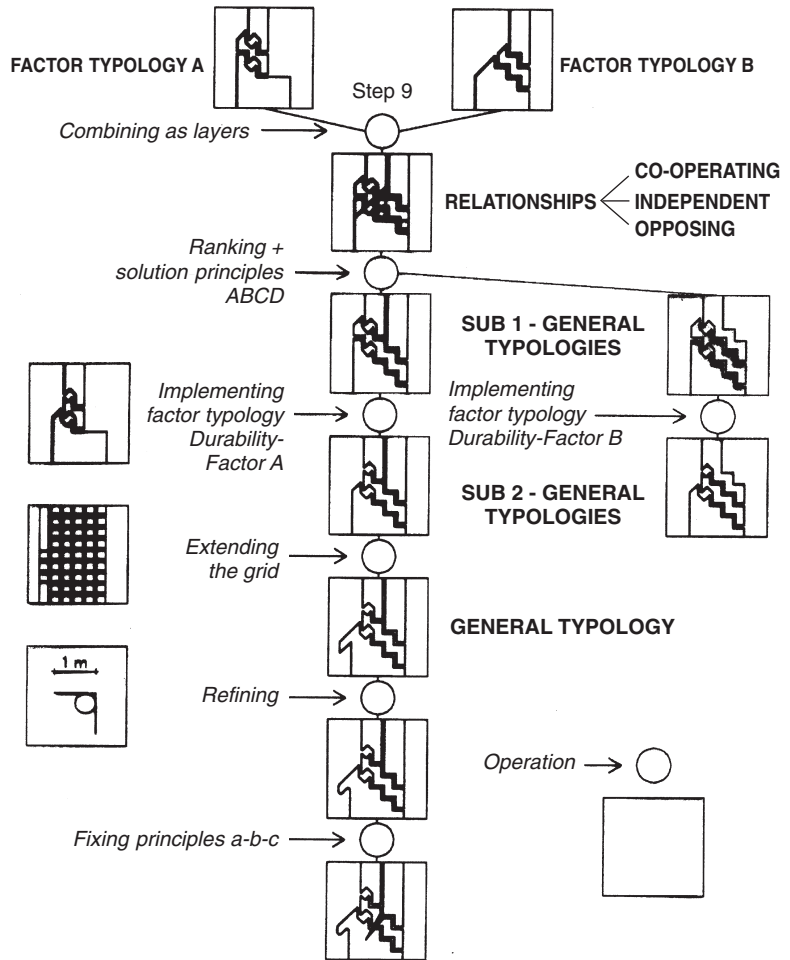 FACTOR TYPOLOGY A
FACTOR TYPOLOGY B
Step 9
Combining as layers
RELATIONSHIPS
CO-OPERATING
INDEPENDENT
OPPOSING
Ranking +
solution principles
ABCD
SUB 1 - GENERAL
TYPOLOGIES
Implementing
factor typology
Durability-
Factor A
Implementing
factor typology
Durability-Factor B
SUB 2 - GENERAL
TYPOLOGIES
Extending
the grid
GENERAL TYPOLOGY
1 m
Refining
Operation
Fixing principles a-b-c